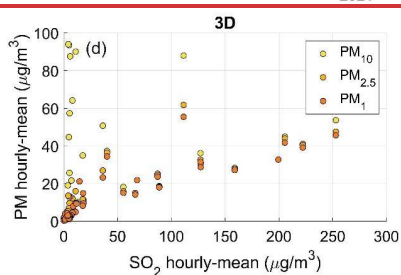 3D
(d)
PM₁₀
PM₂.₅
PM₁
PM hourly-mean (μg/m³)
100
80
60
40
20
0
0 50 100 150 200 250 300
SO₂ hourly-mean (μg/m³)